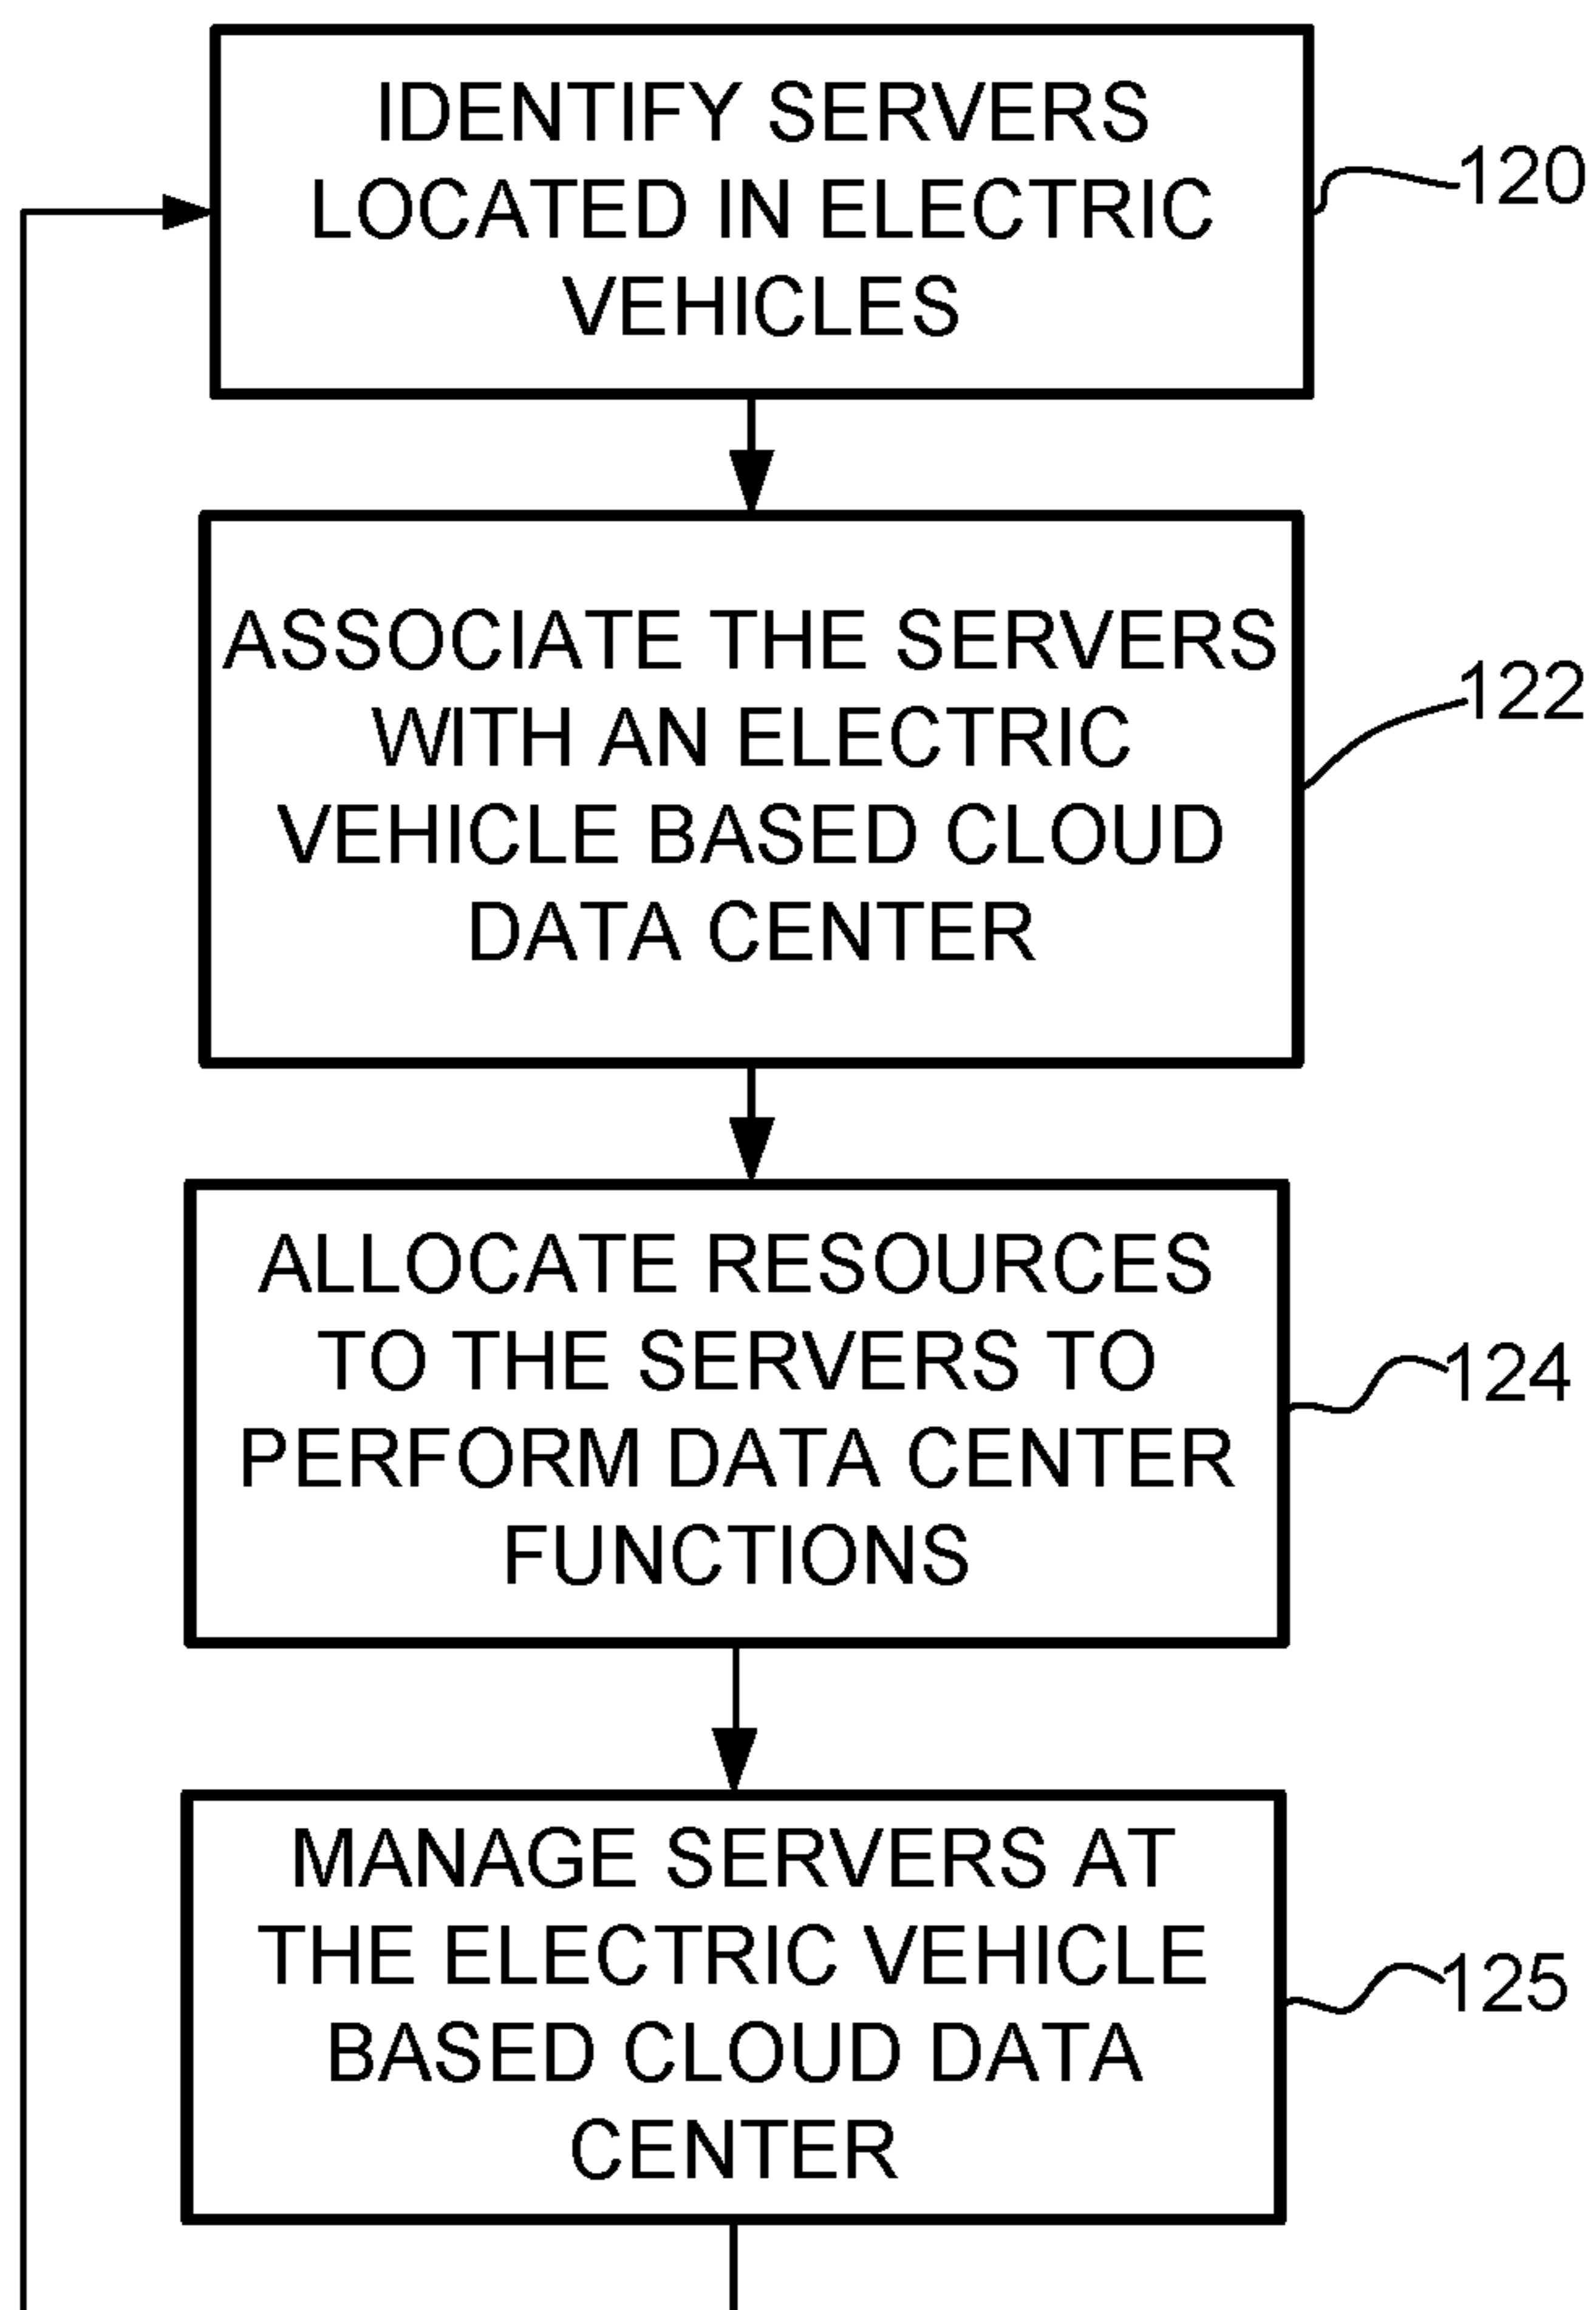 IDENTIFY SERVERS
LOCATED IN ELECTRIC
VEHICLES
120
ASSOCIATE THE SERVERS
WITH AN ELECTRIC
VEHICLE BASED CLOUD
DATA CENTER
122
ALLOCATE RESOURCES
TO THE SERVERS TO
PERFORM DATA CENTER
FUNCTIONS
124
MANAGE SERVERS AT
THE ELECTRIC VEHICLE
BASED CLOUD DATA
CENTER
125